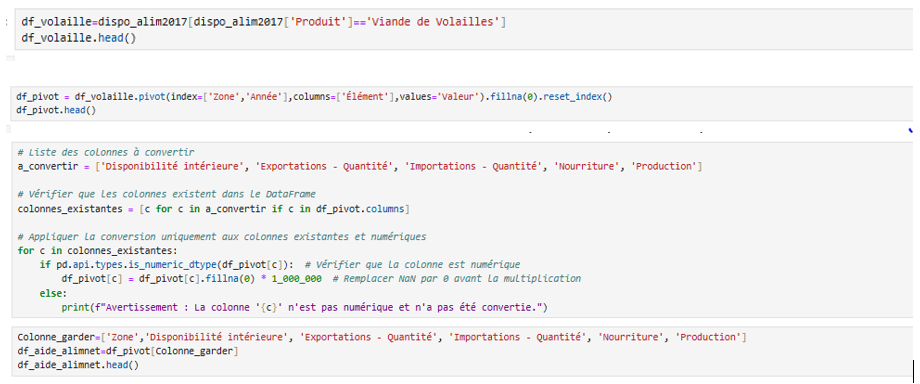 df_volaille=dispo_alim2017[dispo_alim2017['Produit']=='Viande de Volailles']
df_volaille.head()
df_pivot = df_volaille.pivot(index=['Zone','Année'],columns=['Élément'],values='Valeur').fillna(0).reset_index()
df_pivot.head()
# Liste des colonnes à convertir
a_convertir = ['Disponibilité intérieure', 'Exportations - Quantité', 'Importations - Quantité', 'Nourriture', 'Production']
# Vérifier que les colonnes existent dans le DataFrame
colonnes_existantes = [c for c in a_convertir if c in df_pivot.columns]
# Appliquer la conversion uniquement aux colonnes existantes et numériques
for c in colonnes_existantes:
    if pd.api.types.is_numeric_dtype(df_pivot[c]):  # Vérifier que la colonne est numérique
        df_pivot[c] = df_pivot[c].fillna(0) * 1_000_000  # Remplacer NaN par 0 avant la multiplication
    else:
        print(f"Avertissement : La colonne '{c}' n'est pas numérique et n'a pas été convertie.")
Colonne_garder=['Zone','Disponibilité intérieure', 'Exportations - Quantité', 'Importations - Quantité', 'Nourriture', 'Production']
df_aide_alimnet=df_pivot[Colonne_garder]
df_aide_alimnet.head()